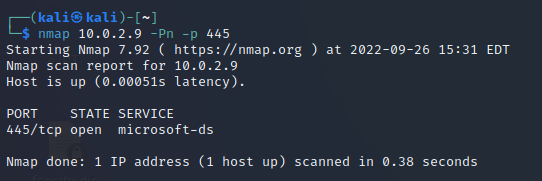 ┌──(kali㉿kali)-[~]
└─$ nmap 10.0.2.9 -Pn -p 445
Starting Nmap 7.92 ( https://nmap.org ) at 2022-09-26 15:31 EDT
Nmap scan report for 10.0.2.9
Host is up (0.00051s latency).

PORT    STATE SERVICE
445/tcp open  microsoft-ds

Nmap done: 1 IP address (1 host up) scanned in 0.38 seconds